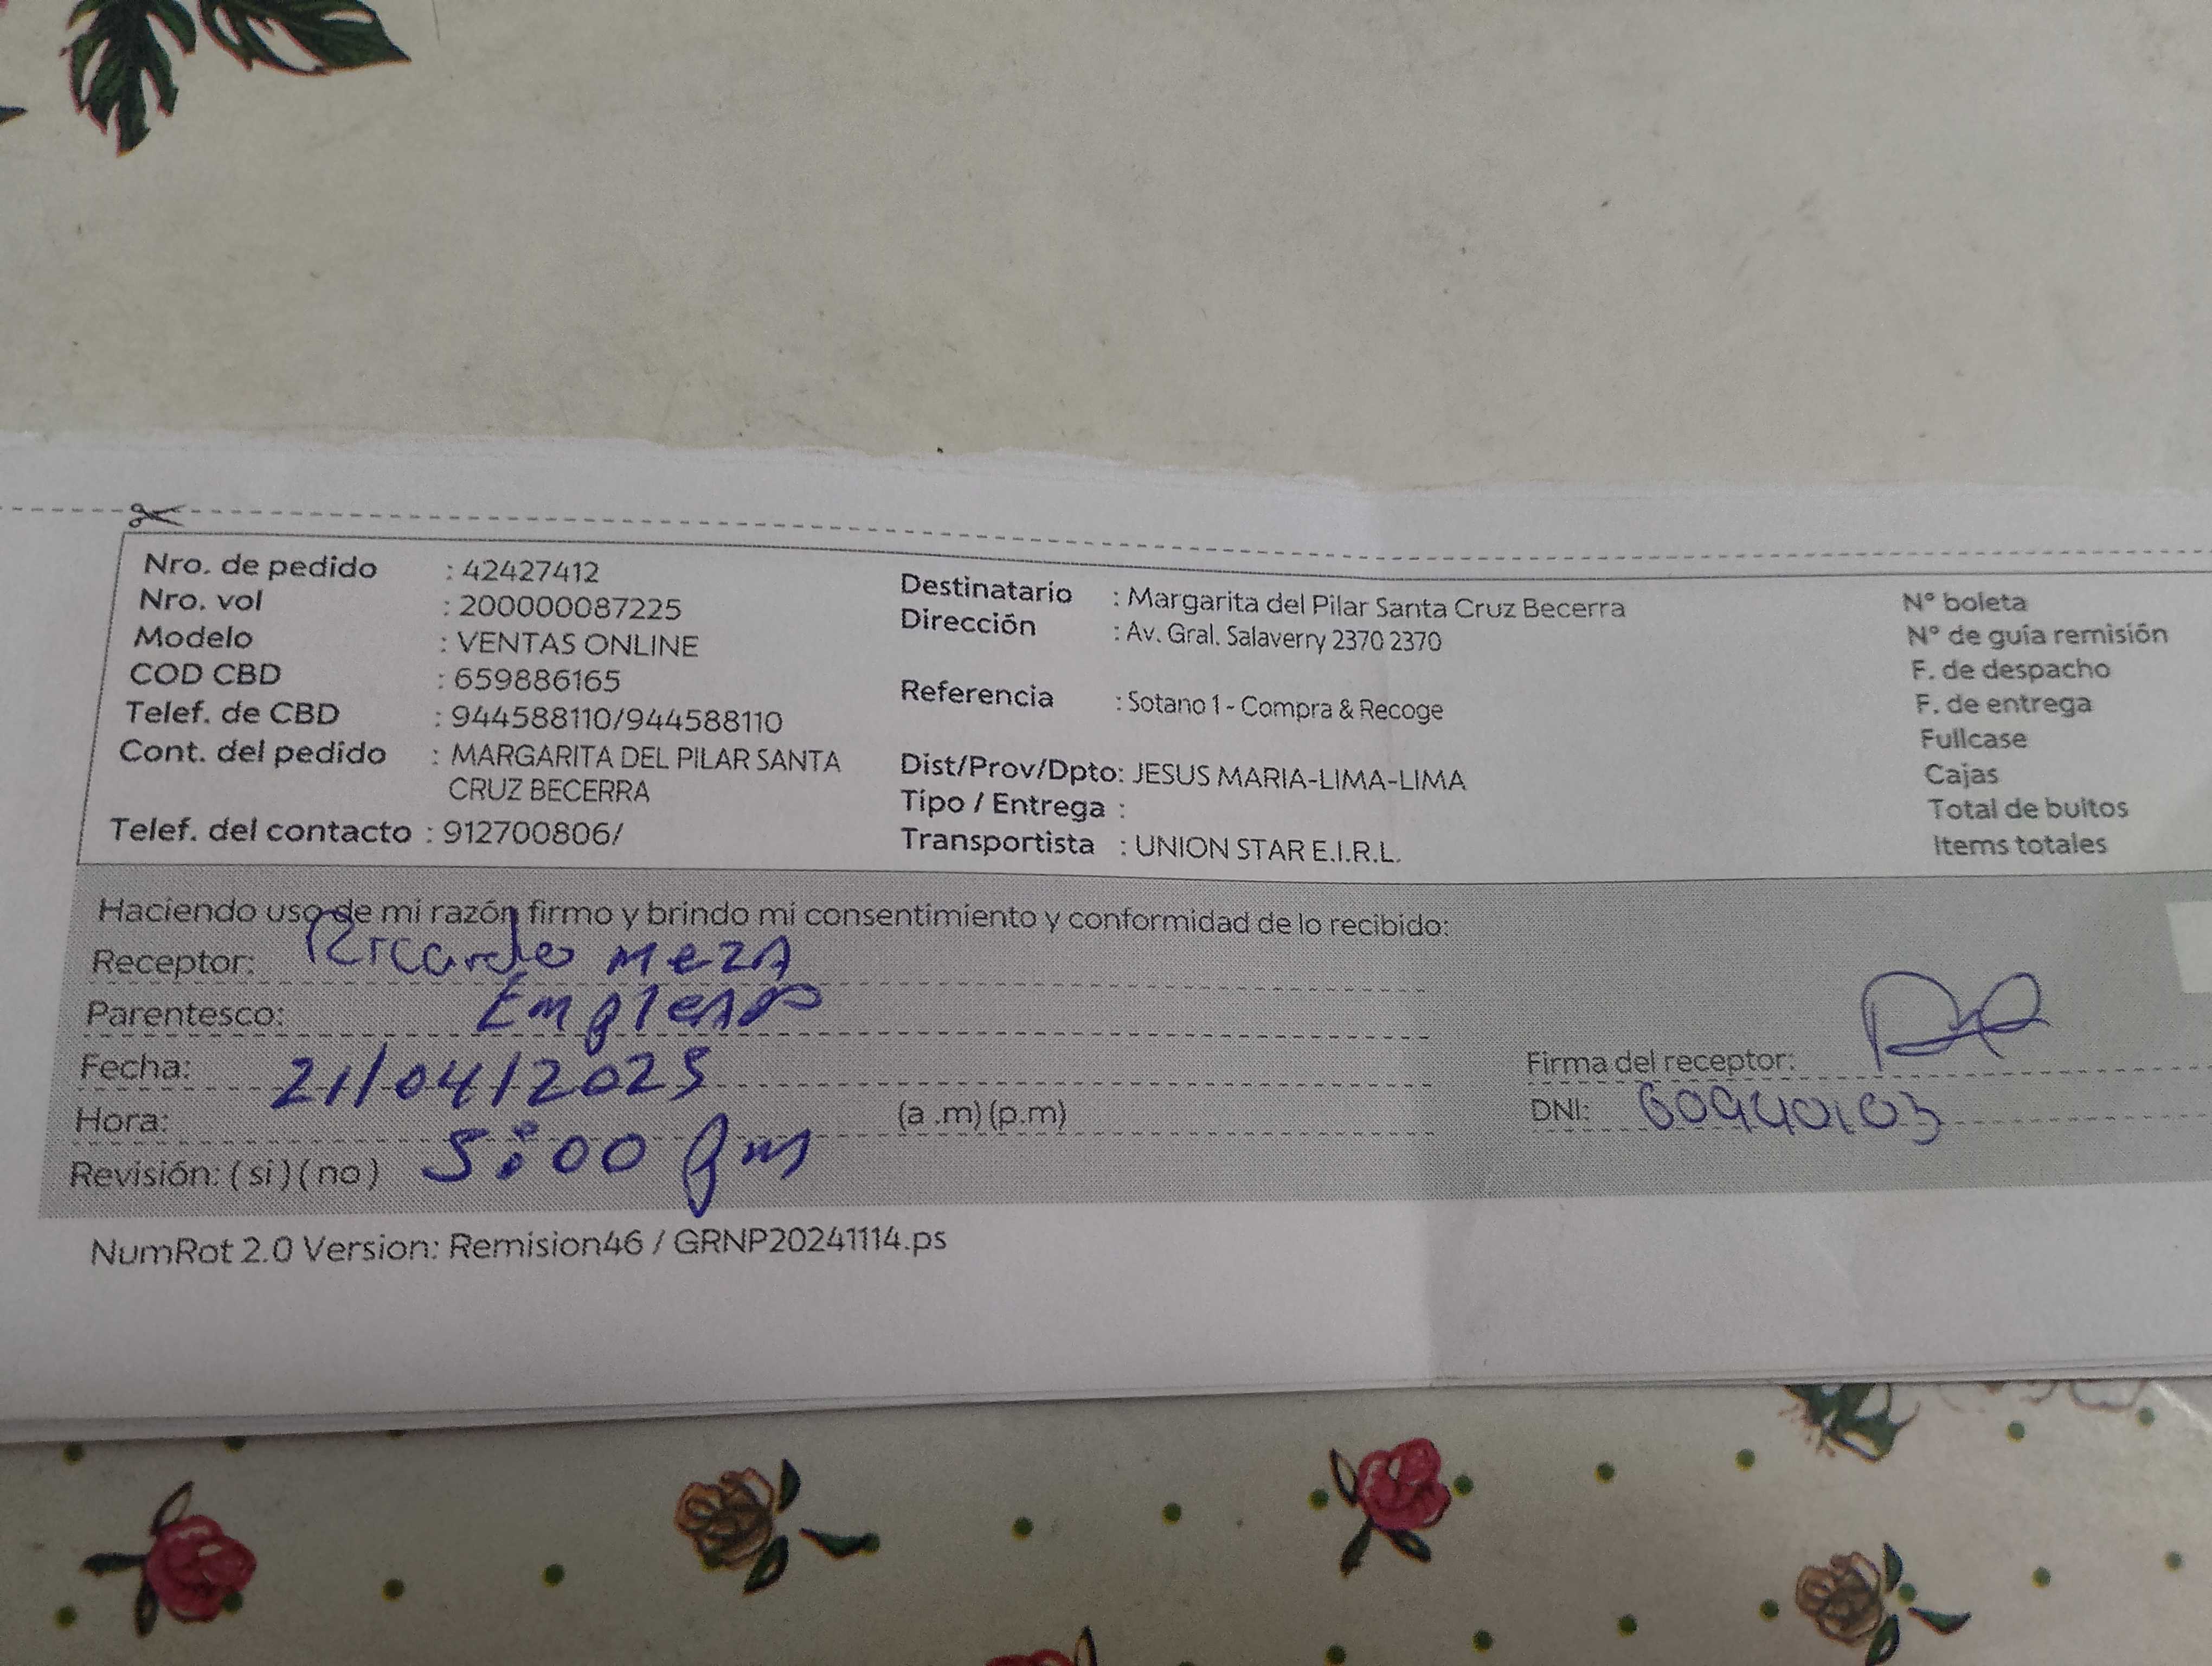 Nro. de pedido : 42427412
Nro. vol : 200000087225
Modelo : VENTAS ONLINE
COD CBD : 659886165
Telef. de CBD : 944588110/944588110
Cont. del pedido : MARGARITA DEL PILAR SANTA
CRUZ BECERRA
Telef. del contacto : 912700806/
Destinatario : Margarita del Pilar Santa Cruz Becerra
Dirección : Av. Gral. Salaverry 2370 2370
Referencia : Sotano 1 - Compra & Recoge
Dist/Prov/Dpto: JESUS MARIA-LIMA-LIMA
Tipo / Entrega :
Transportista : UNION STAR E.I.R.L.
N° boleta
N° de guía remisión
F. de despacho
F. de entrega
Fullcase
Cajas
Total de bultos
Items totales
Haciendo uso de mi razón firmo y brindo mi consentimiento y conformidad de lo recibido:
Receptor: Ricardo Meza
Parentesco:
Fecha: 21/04/2025
Hora: (a .m) (p.m)
Revisión: ( si ) ( no ) 5:00 pm
Firma del receptor:
DNI: 60940103
NumRot 2.0 Version: Remision46 / GRNP20241114.ps